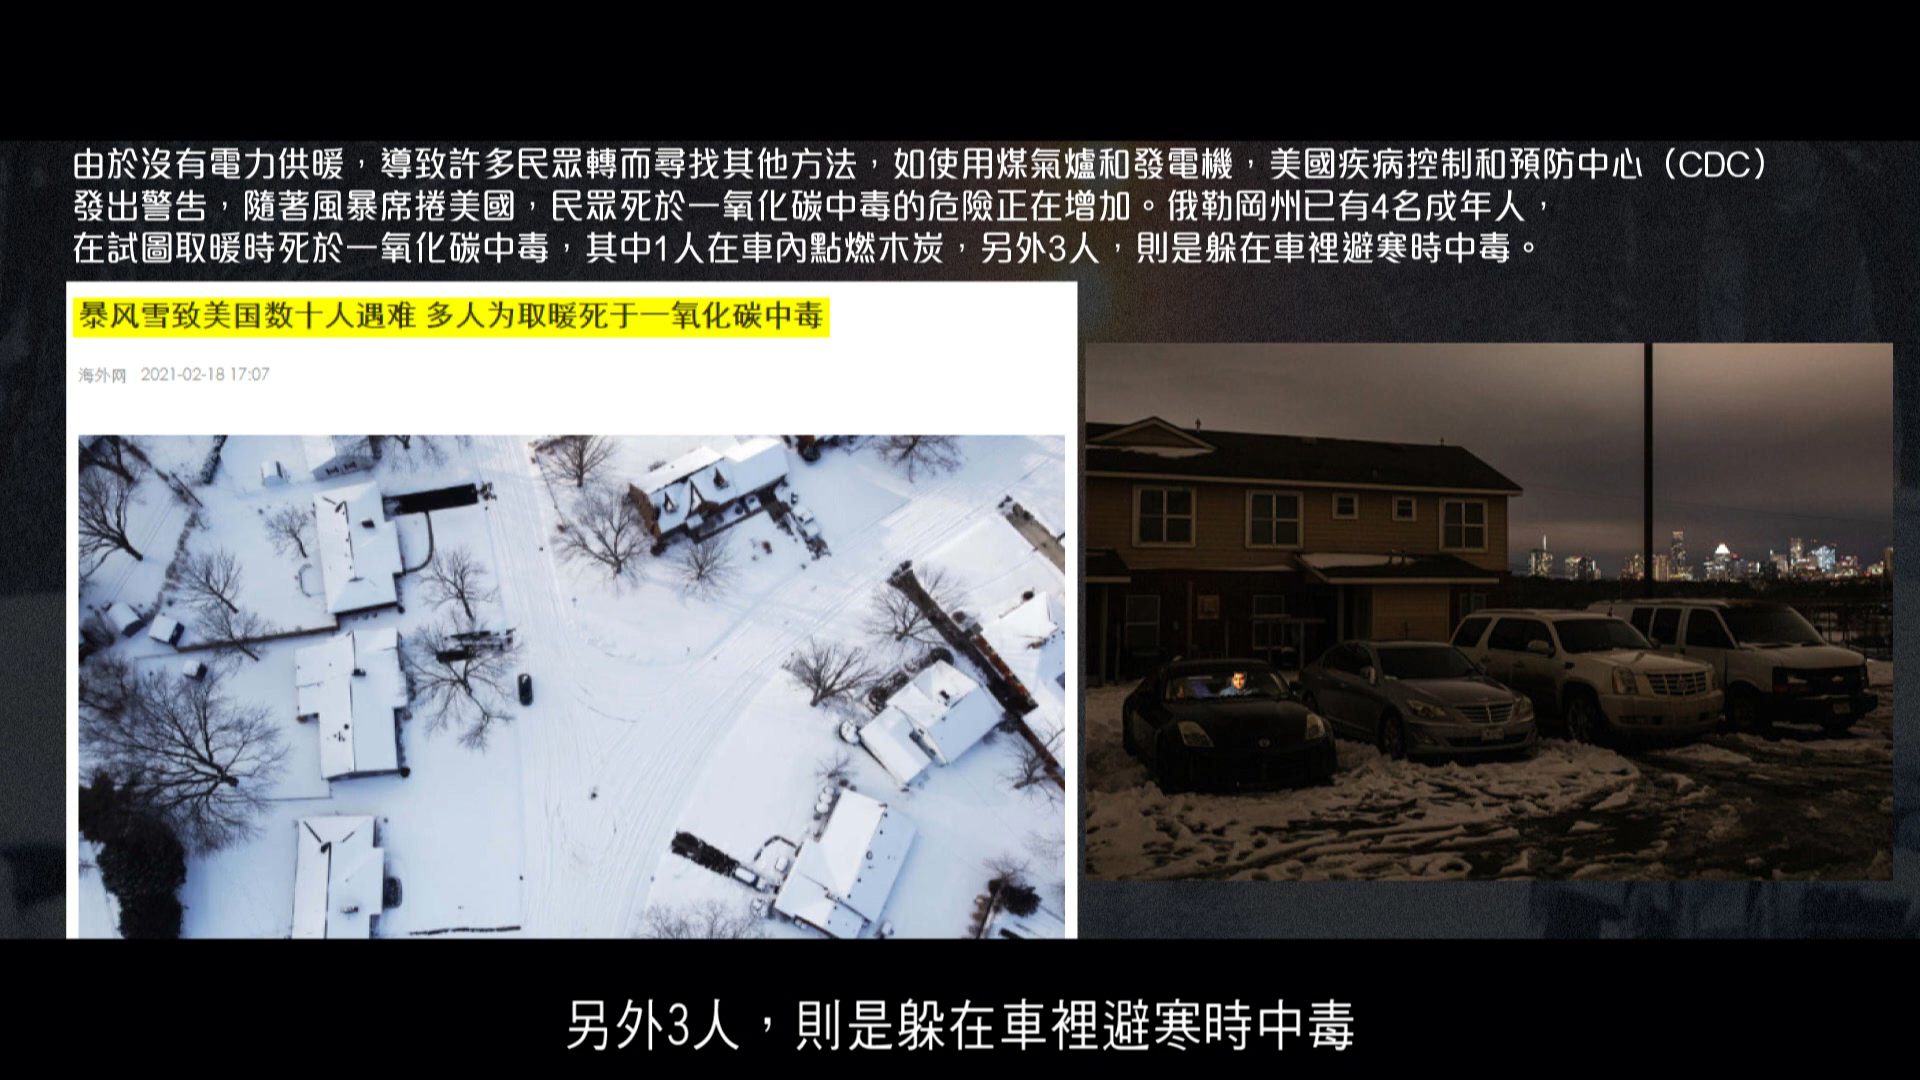 由於沒有電力供暖，導致許多民眾轉而尋找其他方法，如使用煤氣爐和發電機，美國疾病控制和預防中心（CDC）
發出警告，隨著風暴席捲美國，民眾死於一氧化碳中毒的危險正在增加。俄勒岡州已有4名成年人，
在試圖取暖時死於一氧化碳中毒，其中1人在車內點燃木炭，另外3人，則是躲在車裡避寒時中毒。
暴风雪致美国数十人遇难 多人为取暖死于一氧化碳中毒
海外网 2021-02-18 17:07
另外3人，則是躲在車裡避寒時中毒